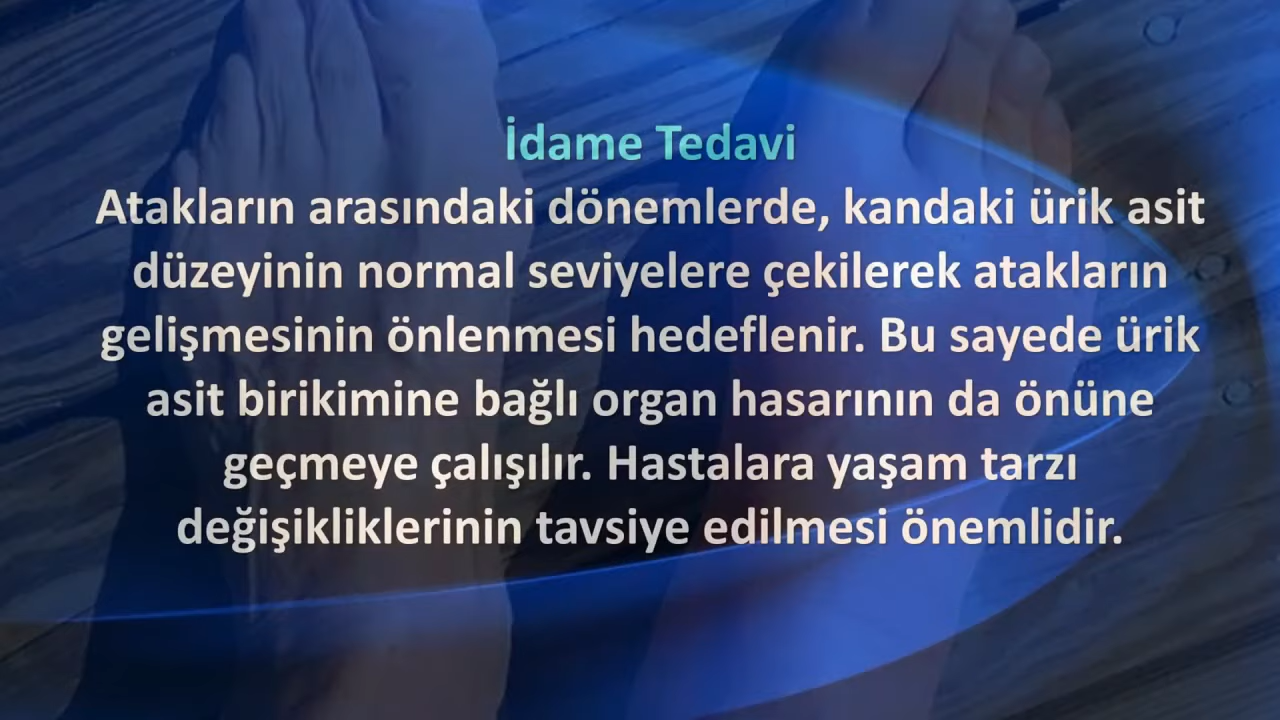 İdame Tedavi
Atakların arasındaki dönemlerde, kandaki ürik asit
düzeyinin normal seviyelere çekilerek atakların
gelişmesinin önlenmesi hedeflenir. Bu sayede ürik
asit birikimine bağlı organ hasarının da önüne
geçmeye çalışılır. Hastalara yaşam tarzı
değişikliklerinin tavsiye edilmesi önemlidir.